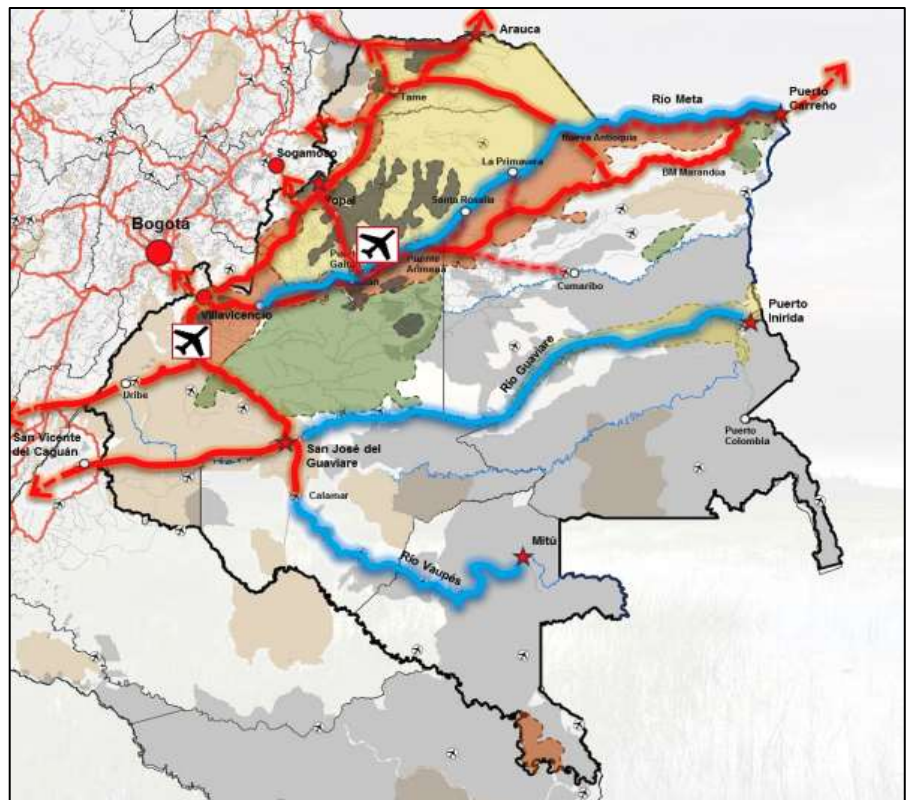 Arauca
Tame
Río Meta
Puerto
Carreño
Nueva Antioquia
Sogamoso
La Primavera
BM Marandúa
Yopal
Santa Rosalía
Bogotá
Puente
Arimena
Cumaribo
Villavicencio
Puerto
Inírida
Río Guaviare
Uribe
San Vicente
del Caguán
San José del
Guaviare
Puerto
Colombia
Calamar
Mitú
Río Vaupés